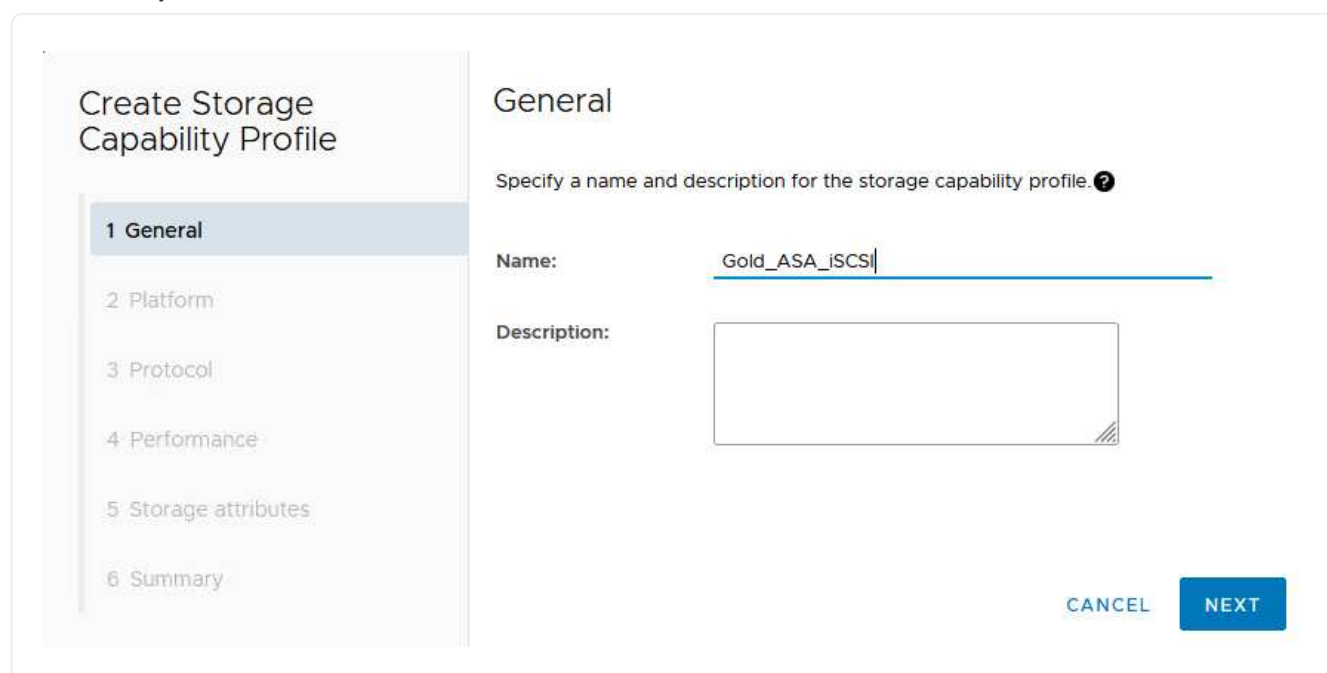 Create Storage
Capability Profile
1 General
2 Platform
3 Protocol
4 Performance
5 Storage attributes
6 Summary
General
Specify a name and description for the storage capability profile.
Name: Gold_ASA_iSCSI
Description:
CANCEL NEXT